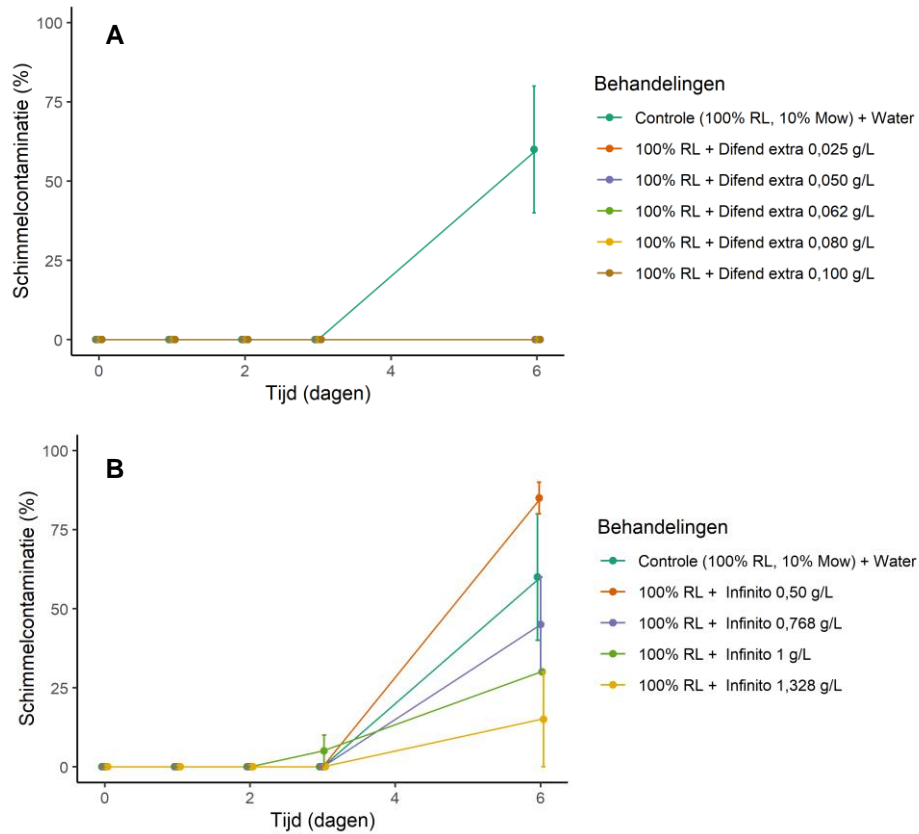 A
Schimmelcontaminatie (%)
100
75
50
25
0
0
2
4
6
Tijd (dagen)
Behandelingen
Controle (100% RL, 10% Mow) + Water
100% RL + Difend extra 0,025 g/L
100% RL + Difend extra 0,050 g/L
100% RL + Difend extra 0,062 g/L
100% RL + Difend extra 0,080 g/L
100% RL + Difend extra 0,100 g/L
B
Schimmelcontaminatie (%)
100
75
50
25
0
0
2
4
6
Tijd (dagen)
Behandelingen
Controle (100% RL, 10% Mow) + Water
100% RL + Infinito 0,50 g/L
100% RL + Infinito 0,768 g/L
100% RL + Infinito 1 g/L
100% RL + Infinito 1,328 g/L